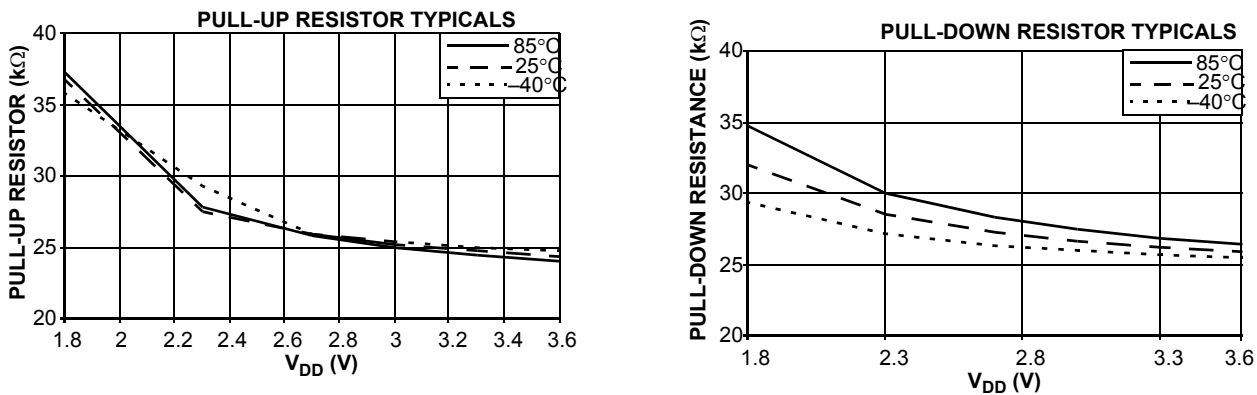 PULL-UP RESISTOR TYPICALS
PULL-UP RESISTOR (kΩ)
40
35
30
25
20
85°C
25°C
–40°C
1.8 2 2.2 2.4 2.6 2.8 3 3.2 3.4 3.6
VDD (V)
PULL-DOWN RESISTOR TYPICALS
PULL-DOWN RESISTANCE (kΩ)
40
35
30
25
20
85°C
25°C
–40°C
1.8 2.3 2.8 3.3 3.6
VDD (V)